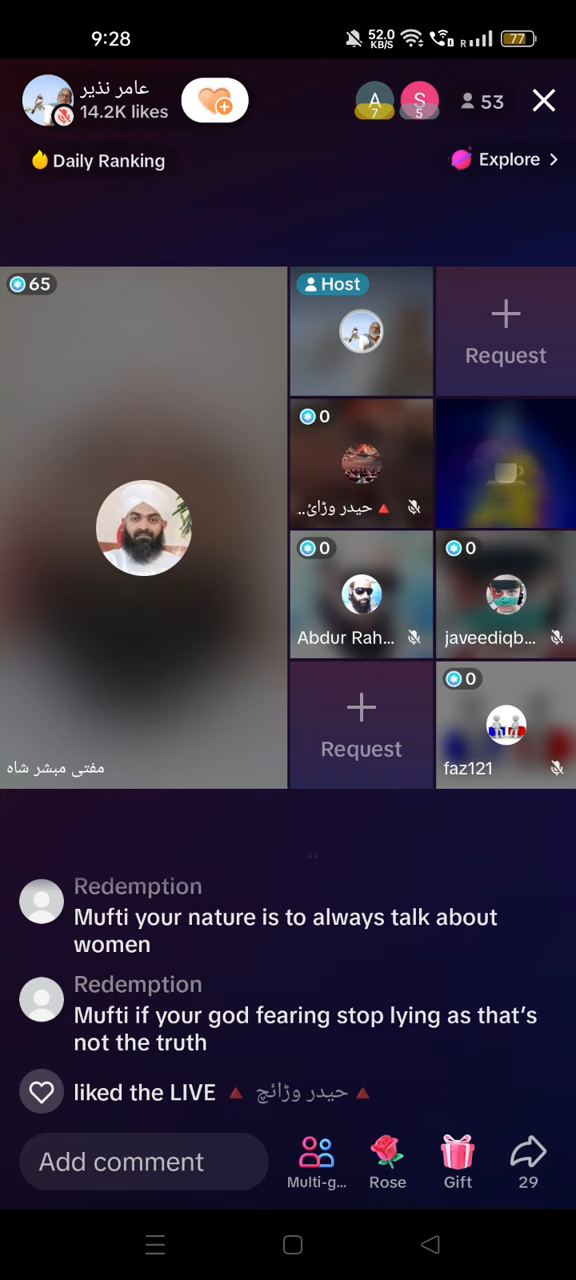 9:28
52.0
KB/S
R
77
عامر نذیر
14.2K likes
A
7
S
5
53
Daily Ranking
Explore
65
Host
Request
0
حیدر وڑائ..
0
Abdur Rah...
0
javeediqb...
Request
0
faz121
مفتی مبشر شاہ
Redemption
Mufti your nature is to always talk about
women
Redemption
Mufti if your god fearing stop lying as that’s
not the truth
liked the LIVE 🔺حیدر وڑائچ🔺
Add comment
Multi-g...
Rose
Gift
29